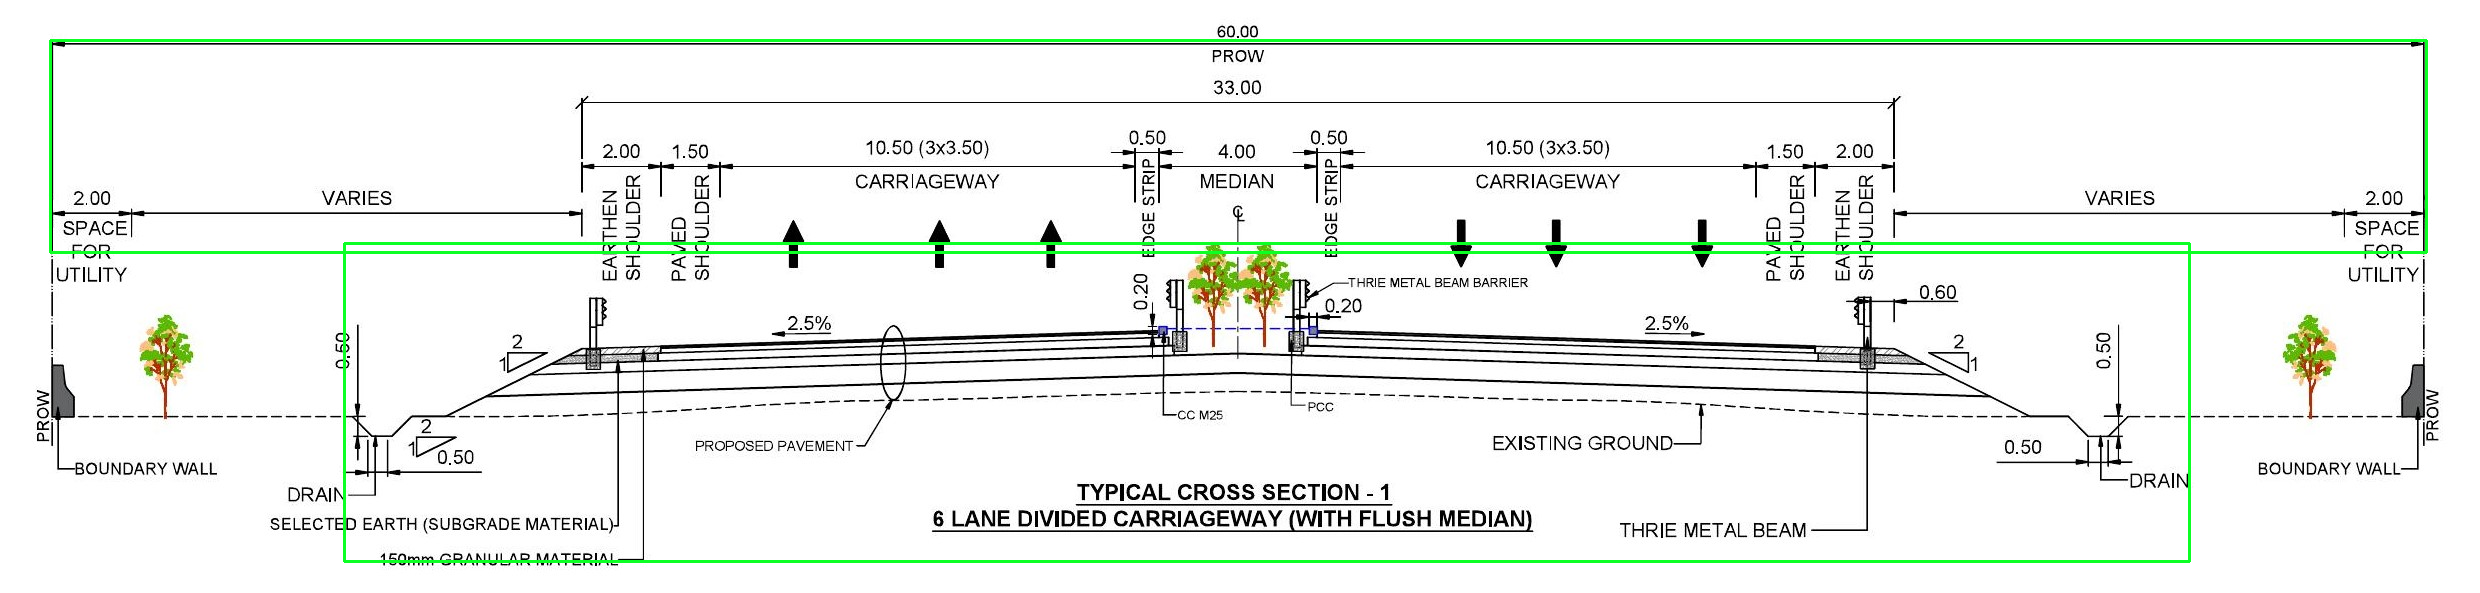 60.00
PROW
33.00
2.00
1.50
10.50 (3x3.50)
0.50
4.00
0.50
10.50 (3x3.50)
1.50
2.00
CARRIAGEWAY
MEDIAN
CARRIAGEWAY
2.00
VARIES
EARTHEN
SHOULDER
PAVED
SHOULDER
EDGE STRIP
EDGE STRIP
PAVED
SHOULDER
EARTHEN
SHOULDER
VARIES
2.00
SPACE
FOR
UTILITY
℄
SPACE
FOR
UTILITY
0.20
THRIE METAL BEAM BARRIER
0.20
0.60
2.5%
2.5%
0.50
2
1
2
1
0.50
PROW
2
1
0.50
BOUNDARY WALL
DRAIN
SELECTED EARTH (SUBGRADE MATERIAL)
150mm GRANULAR MATERIAL
PROPOSED PAVEMENT
CC M25
PCC
EXISTING GROUND
0.50
PROW
BOUNDARY WALL
DRAIN
THRIE METAL BEAM
TYPICAL CROSS SECTION - 1
6 LANE DIVIDED CARRIAGEWAY (WITH FLUSH MEDIAN)